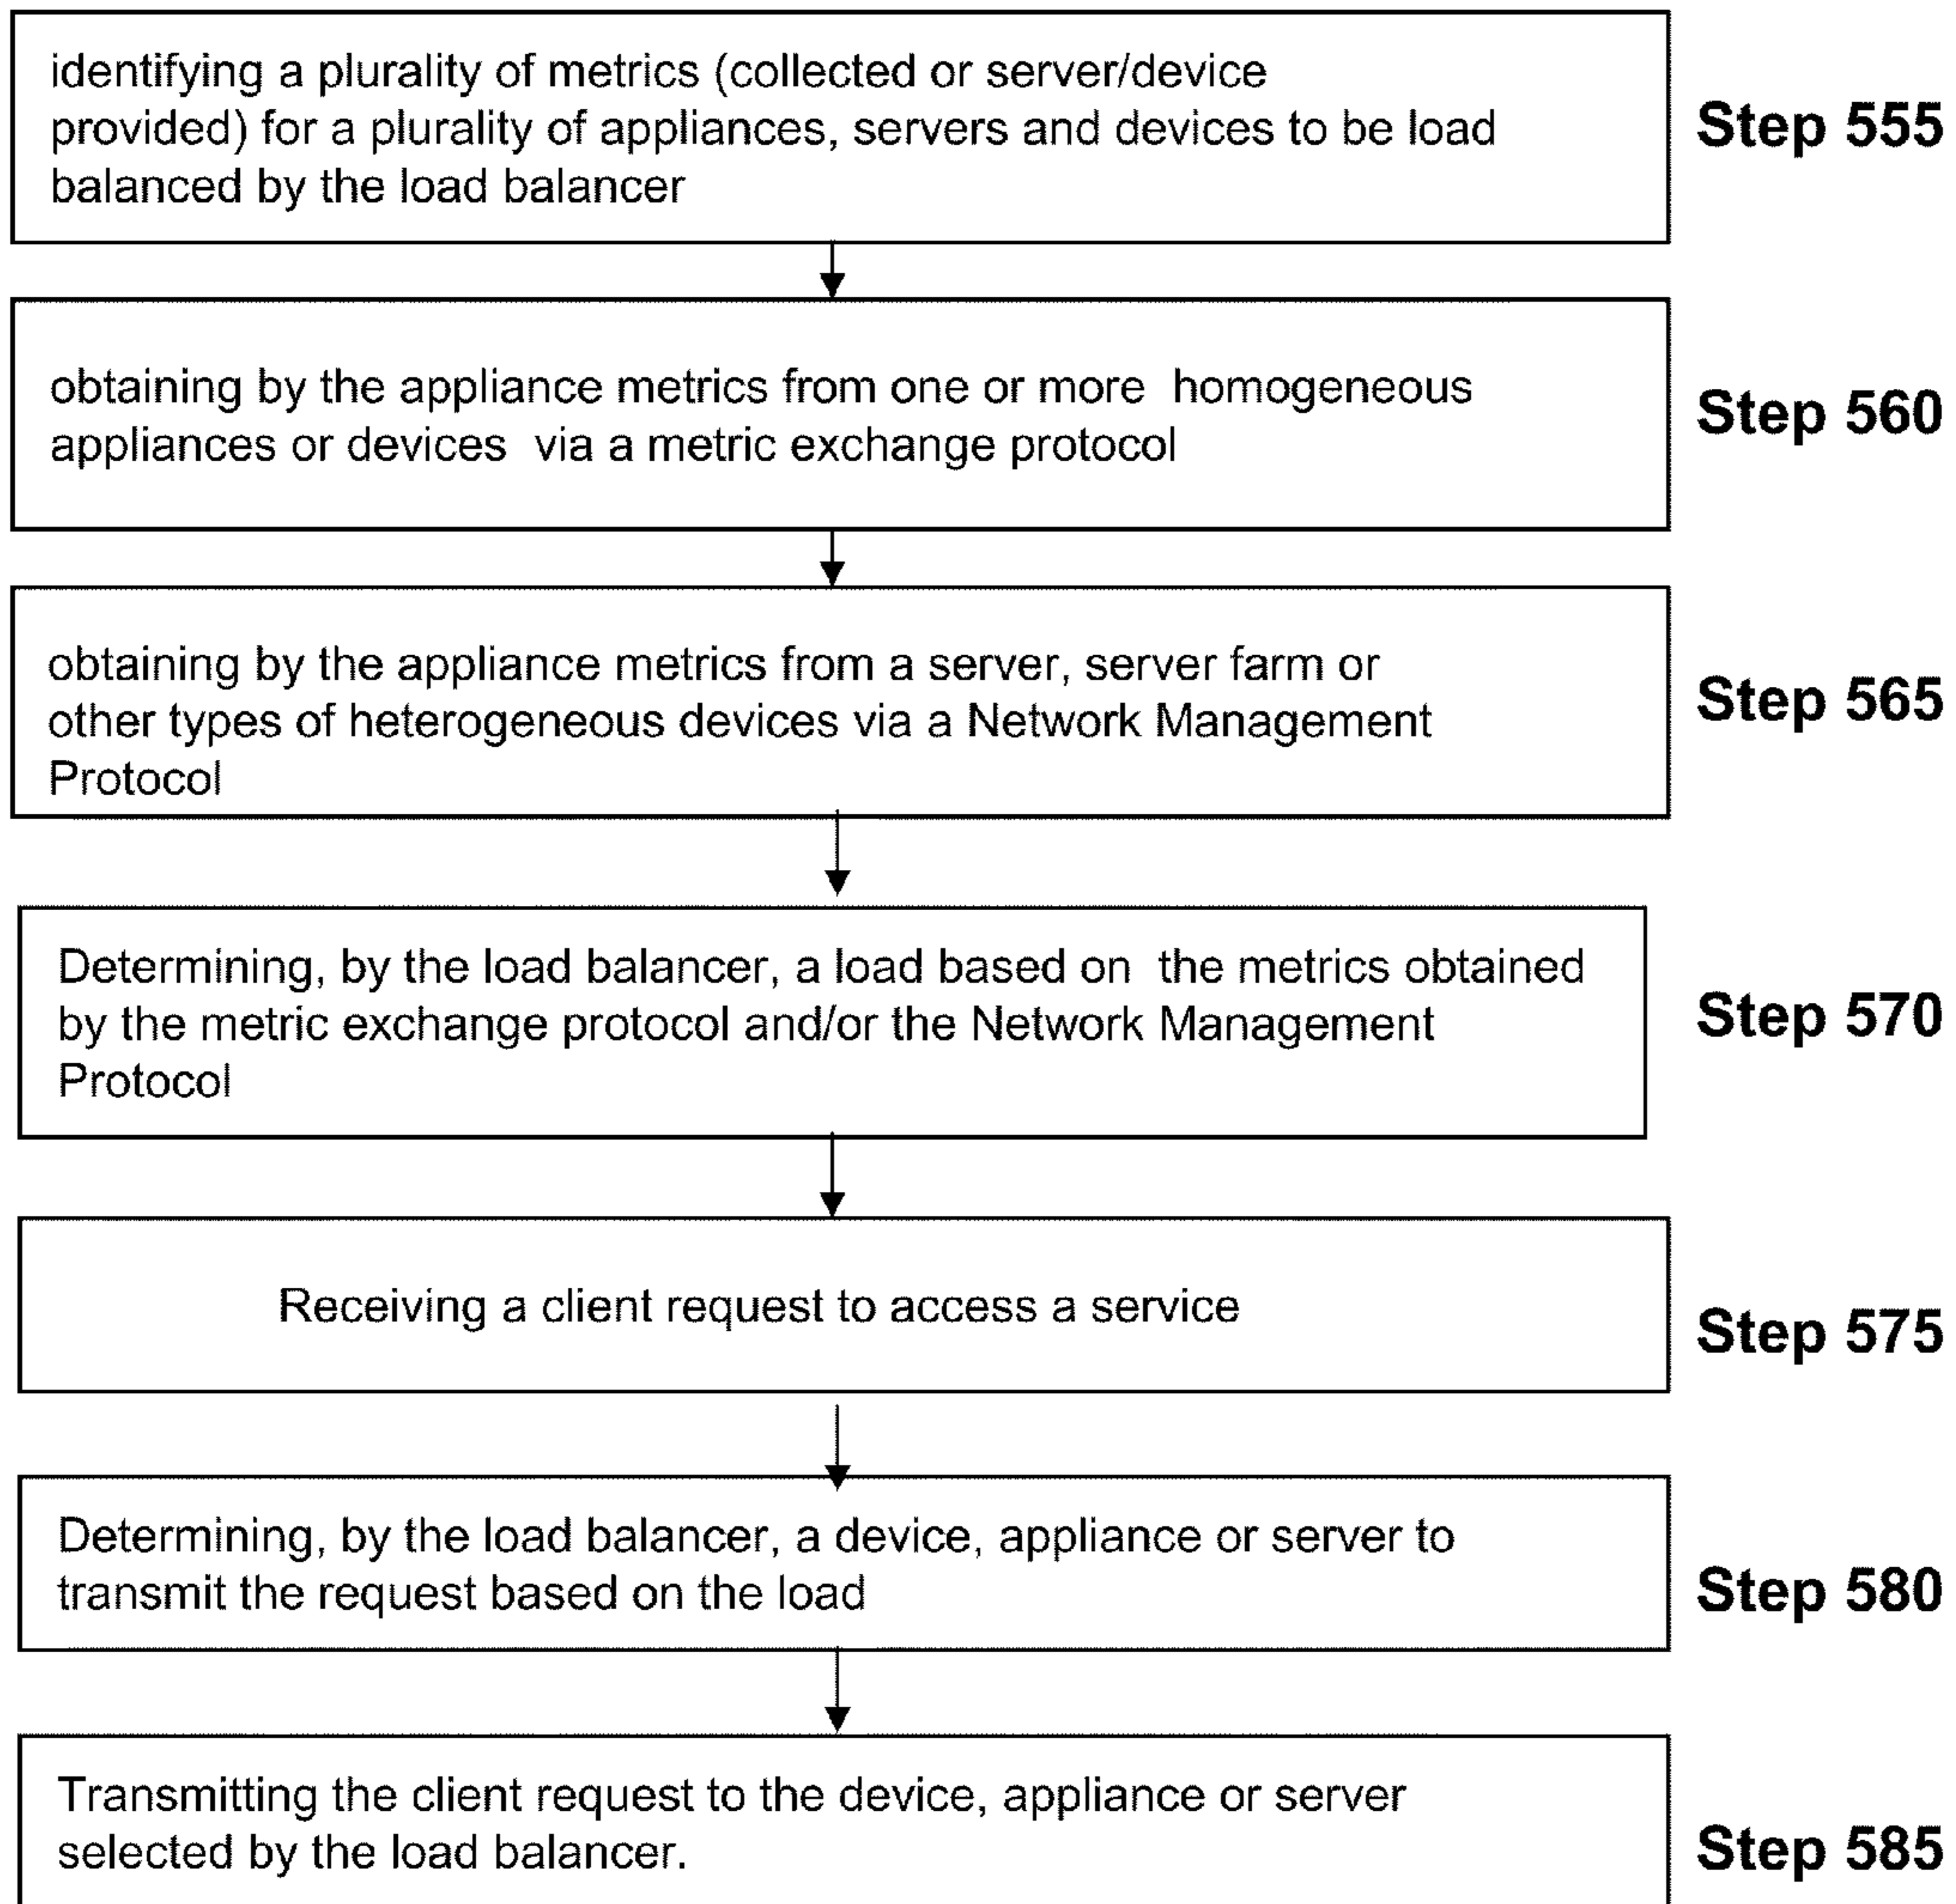 identifying a plurality of metrics (collected or server/device
provided) for a plurality of appliances, servers and devices to be load
balanced by the load balancer
Step 555
obtaining by the appliance metrics from one or more homogeneous
appliances or devices via a metric exchange protocol
Step 560
obtaining by the appliance metrics from a server, server farm or
other types of heterogeneous devices via a Network Management
Protocol
Step 565
Determining, by the load balancer, a load based on the metrics obtained
by the metric exchange protocol and/or the Network Management
Protocol
Step 570
Receiving a client request to access a service
Step 575
Determining, by the load balancer, a device, appliance or server to
transmit the request based on the load
Step 580
Transmitting the client request to the device, appliance or server
selected by the load balancer.
Step 585